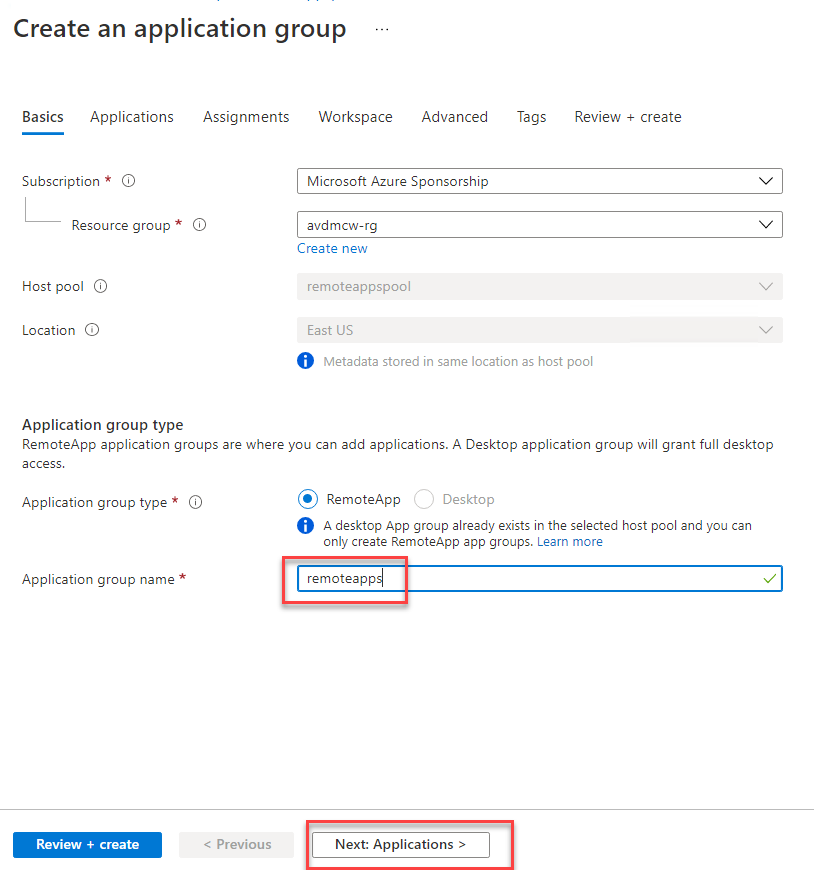 Create an application group ...
Basics Applications Assignments Workspace Advanced Tags Review + create
Subscription * Microsoft Azure Sponsorship
Resource group * avdmcw-rg
Create new
Host pool remoteappspool
Location East US
Metadata stored in same location as host pool
Application group type
RemoteApp application groups are where you can add applications. A Desktop application group will grant full desktop
access.
Application group type * RemoteApp Desktop
A desktop App group already exists in the selected host pool and you can
only create RemoteApp app groups. Learn more
Application group name * remoteapps
Review + create < Previous Next: Applications >